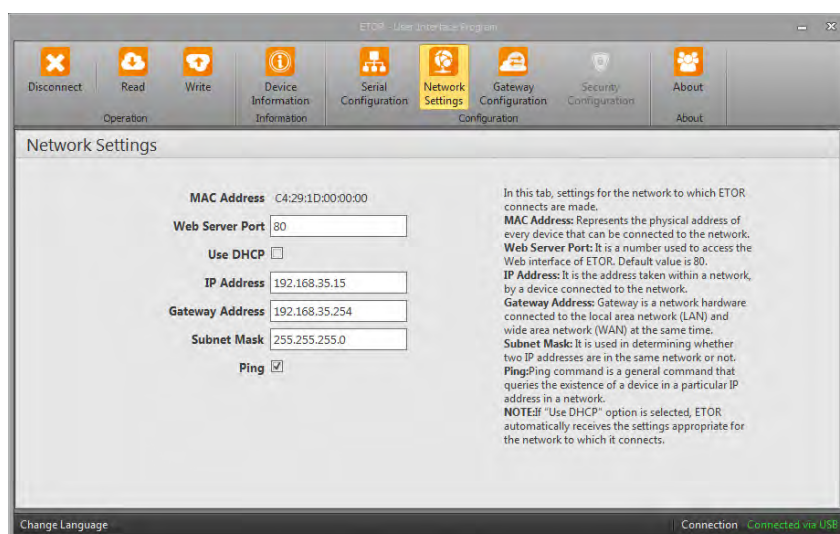 ETOR - User Interface Program
Disconnect
Read
Write
Device
Information
Serial
Configuration
Network
Settings
Gateway
Configuration
Security
Configuration
About
Operation
Information
Configuration
About
Network Settings
MAC Address C4:29:1D:00:00:00
Web Server Port 80
Use DHCP
IP Address 192.168.35.15
Gateway Address 192.168.35.254
Subnet Mask 255.255.255.0
Ping
In this tab, settings for the network to which ETOR
connects are made.
MAC Address: Represents the physical address of
every device that can be connected to the network.
Web Server Port: It is a number used to access the
Web interface of ETOR. Default value is 80.
IP Address: It is the address taken within a network,
by a device connected to the network.
Gateway Address: Gateway is a network hardware
connected to the local area network (LAN) and
wide area network (WAN) at the same time.
Subnet Mask: It is used in determining whether
two IP addresses are in the same network or not.
Ping:Ping command is a general command that
queries the existence of a device in a particular IP
address in a network.
NOTE:If "Use DHCP" option is selected, ETOR
automatically receives the settings appropriate for
the network to which it connects.
Change Language
Connection Connected via USB